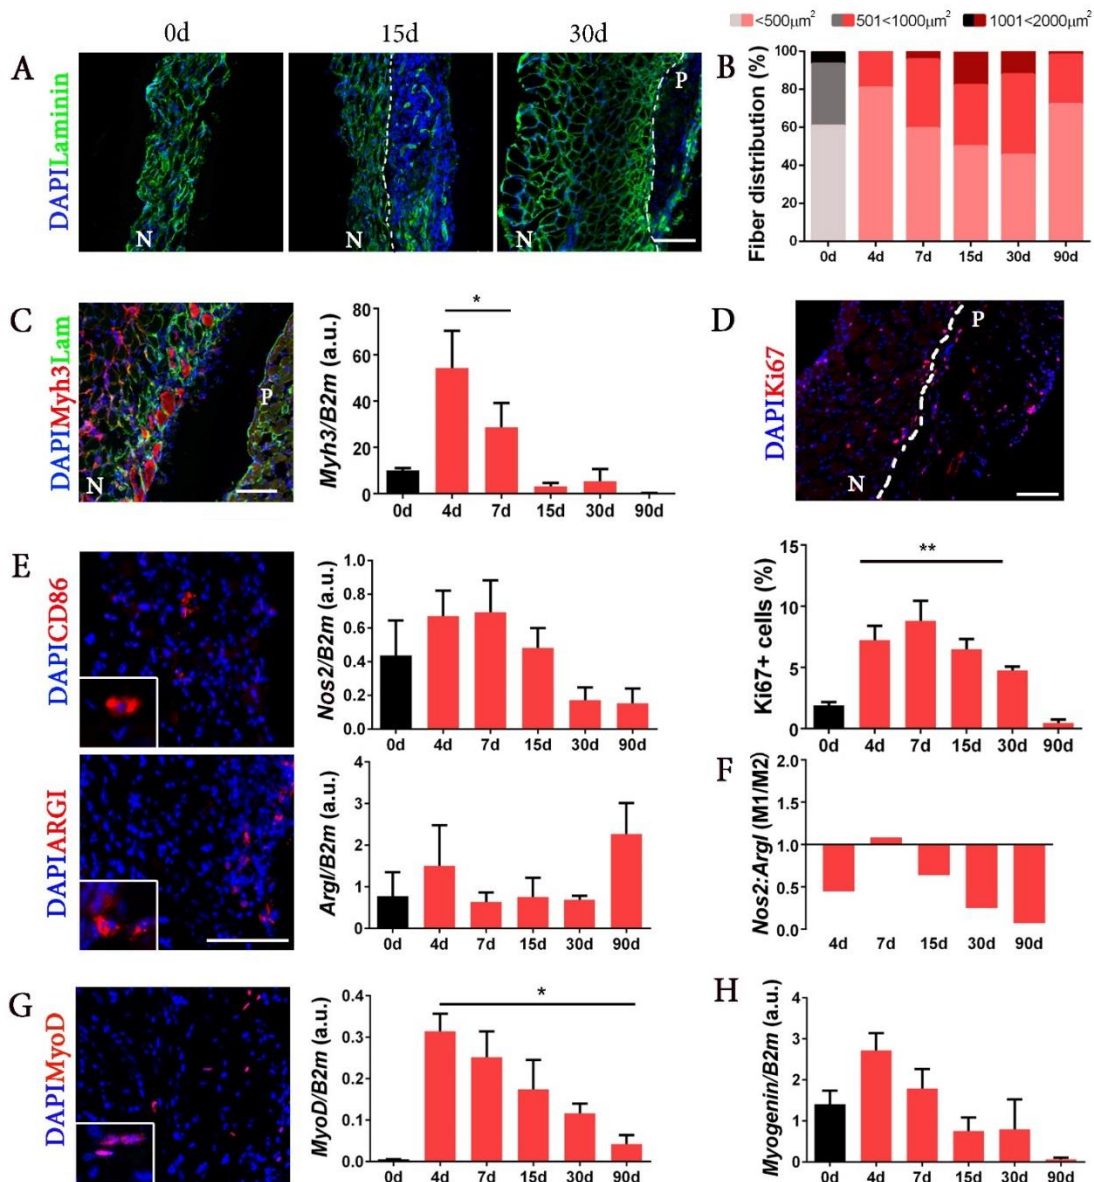 <500μm² 501<1000μm² 1001<2000μm²
0d 15d 30d
A
DAPILaminin
N
N
N
P
B
Fiber distribution (%)
100
80
60
40
20
0
0d 4d 7d 15d 30d 90d
C
DAPIMyh3Lam
N
P
Myh3/B2m (a.u.)
80
60
40
20
0
*
0d 4d 7d 15d 30d 90d
D
DAPIKi67
P
N
E
DAPICD86
Nos2/B2m (a.u.)
1.0
0.8
0.6
0.4
0.2
0.0
0d 4d 7d 15d 30d 90d
Ki67+ cells (%)
15
10
5
0
**
0d 4d 7d 15d 30d 90d
DAPIARGI
ArgI/B2m (a.u.)
4
3
2
1
0
0d 4d 7d 15d 30d 90d
F
Nos2:ArgI (M1/M2)
2.0
1.5
1.0
0.5
0.0
4d 7d 15d 30d 90d
G
DAPIMyoD
MyoD/B2m (a.u.)
0.4
0.3
0.2
0.1
0.0
*
0d 4d 7d 15d 30d 90d
H
Myogenin/B2m (a.u.)
4
3
2
1
0
0d 4d 7d 15d 30d 90d